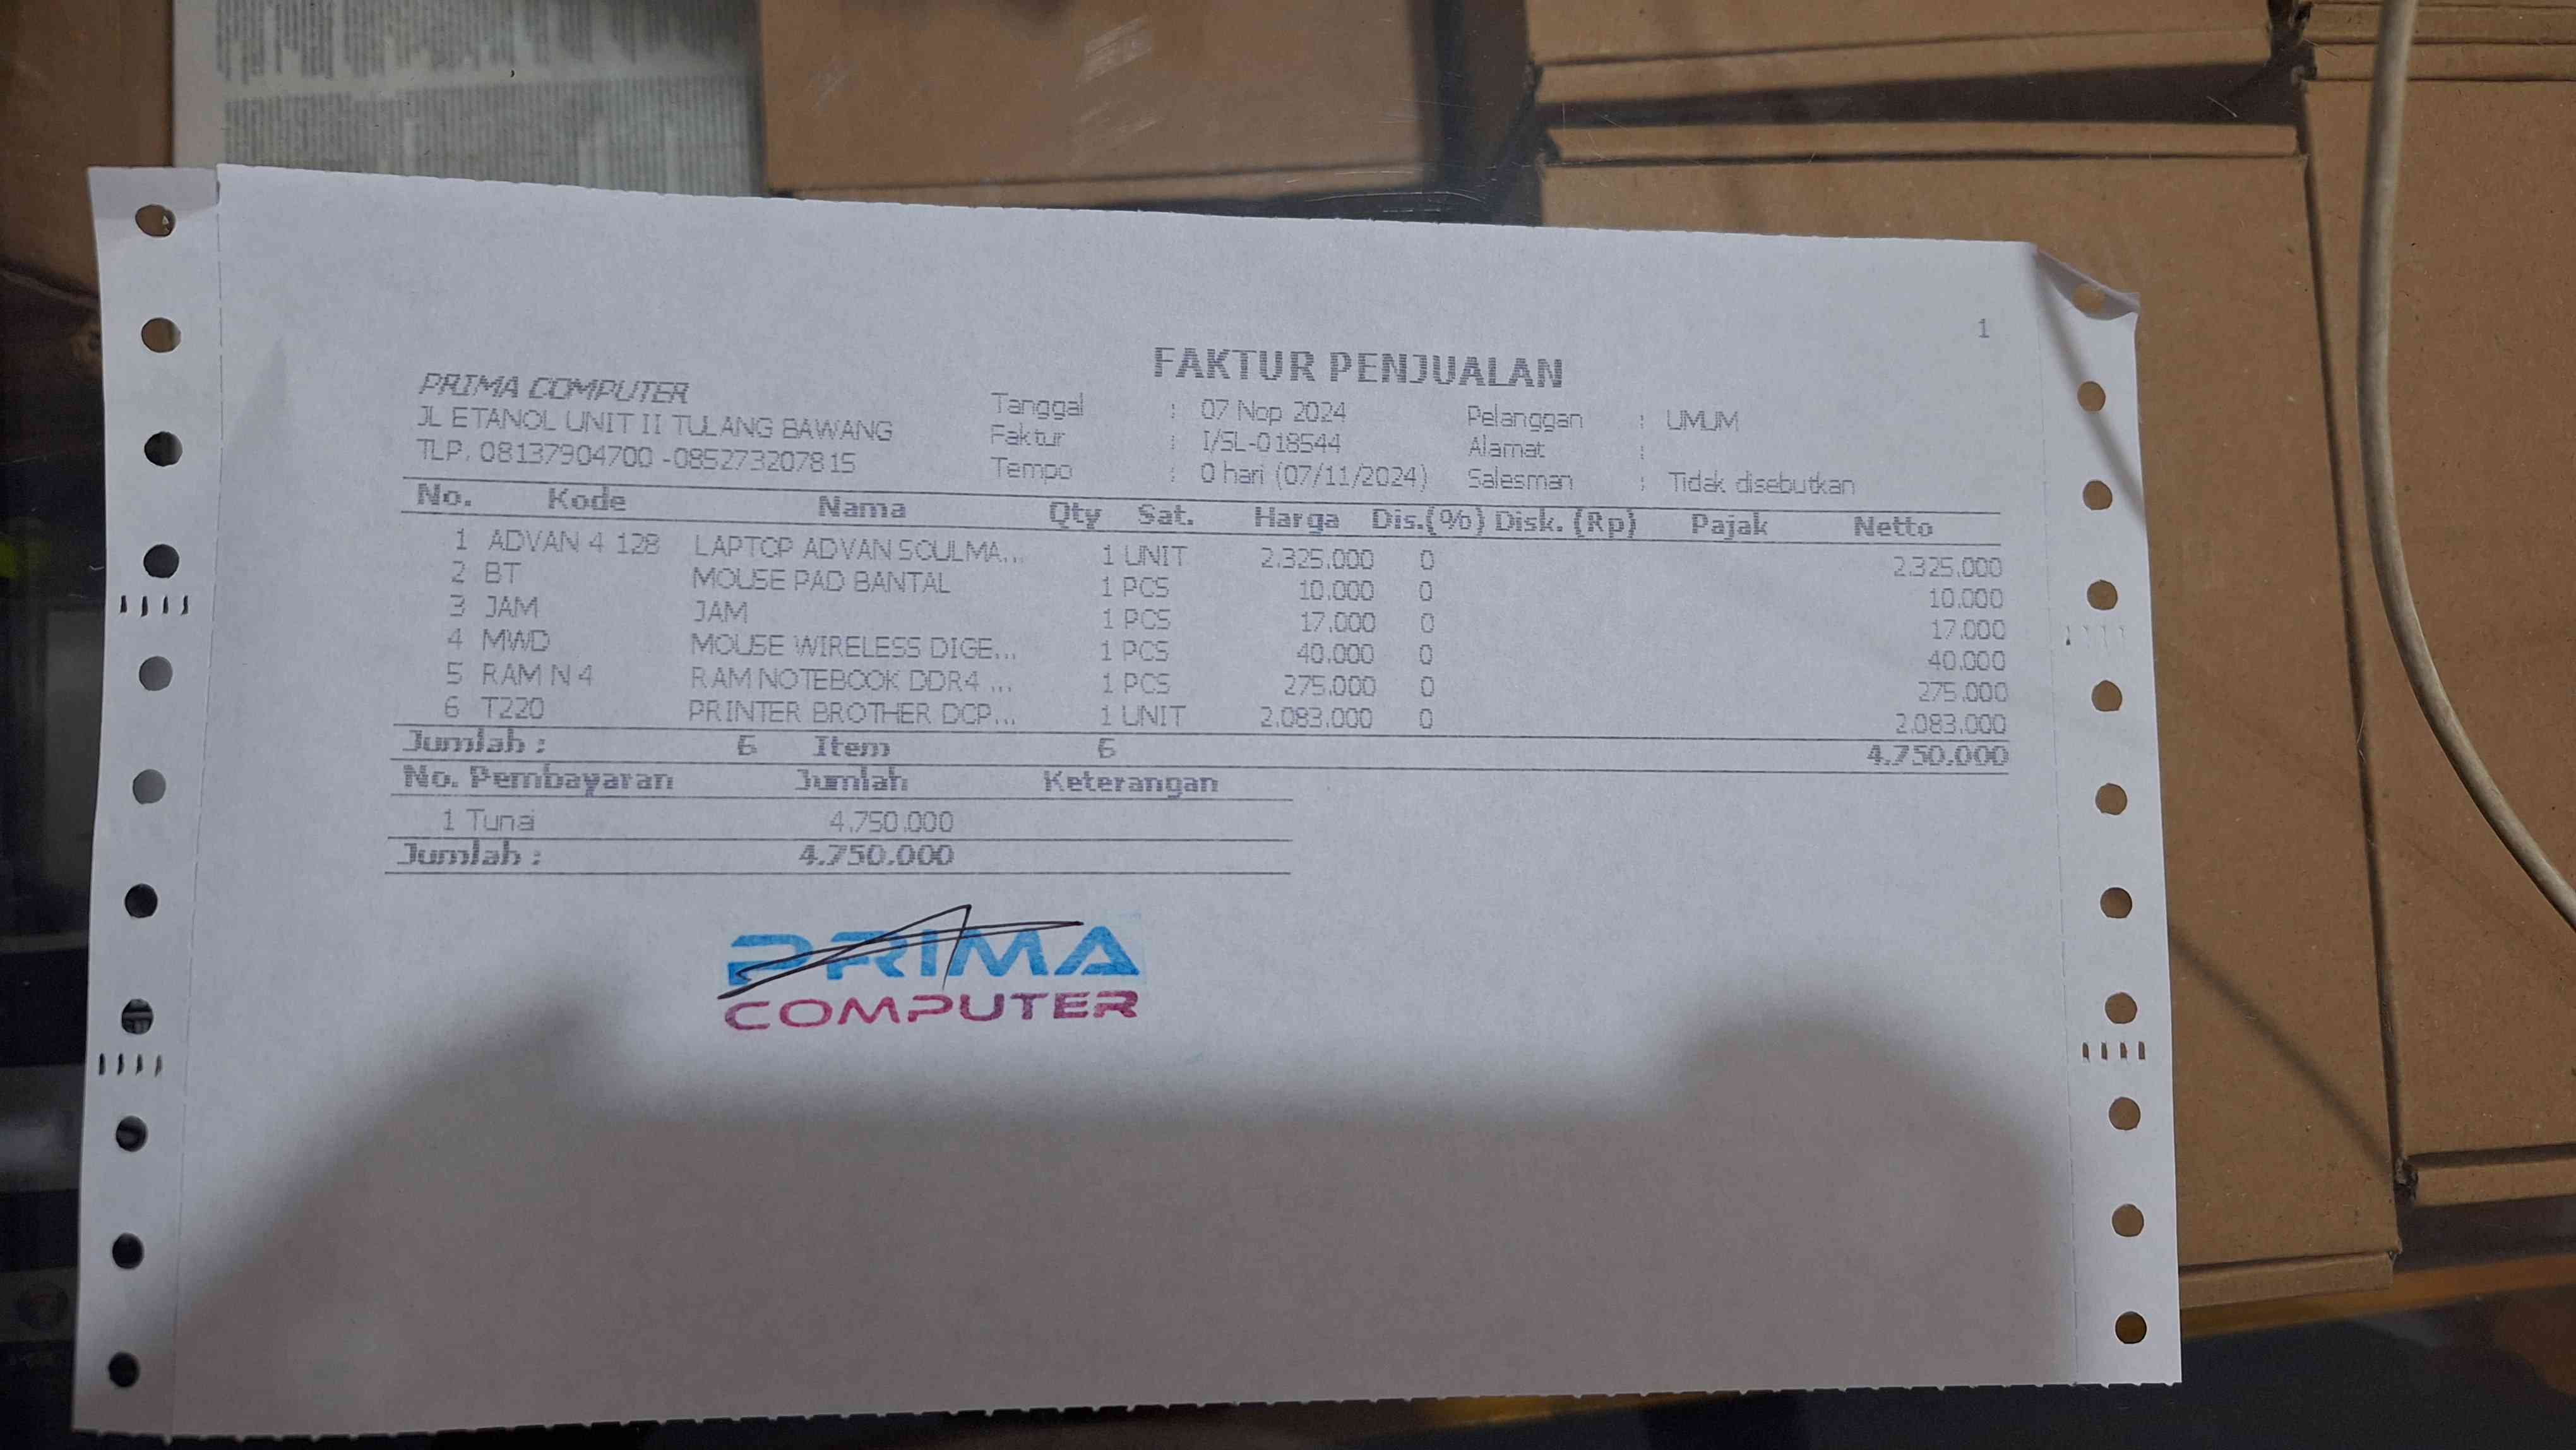 1
FAKTUR PENJUALAN
PRIMA COMPUTER
JL ETANOL UNIT II TULANG BAWANG
TLP. 08137904700 -085273207815
Tanggal : 07 Nop 2024
Faktur : I/SL-018544
Tempo : 0 hari (07/11/2024)
Pelanggan : UMUM
Alamat :
Salesman : Tidak disebutkan
No. Kode Nama Qty Sat. Harga Dis.(%) Disk. (Rp) Pajak Netto
1 ADVAN 4 128 LAPTOP ADVAN SOULMA... 1 UNIT 2.325.000 0 2.325.000
2 BT MOUSE PAD BANTAL 1 PCS 10.000 0 10.000
3 JAM JAM 1 PCS 17.000 0 17.000
4 MWD MOUSE WIRELESS DIGE... 1 PCS 40.000 0 40.000
5 RAM N 4 RAM NOTEBOOK DDR4 ... 1 PCS 275.000 0 275.000
6 T220 PRINTER BROTHER DCP... 1 UNIT 2.083.000 0 2.083.000
Jumlah : 6 Item 6 4.750.000
No. Pembayaran Jumlah Keterangan
1 Tunai 4.750.000
Jumlah : 4.750.000
PRIMA
COMPUTER